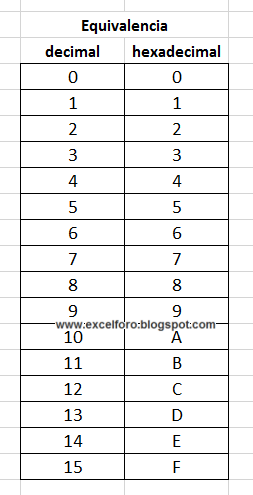 Equivalencia
decimal hexadecimal
0 0
1 1
2 2
3 3
4 4
5 5
6 6
7 7
8 8
9 9
www.excelforo.blogspot.com
10 A
11 B
12 C
13 D
14 E
15 F